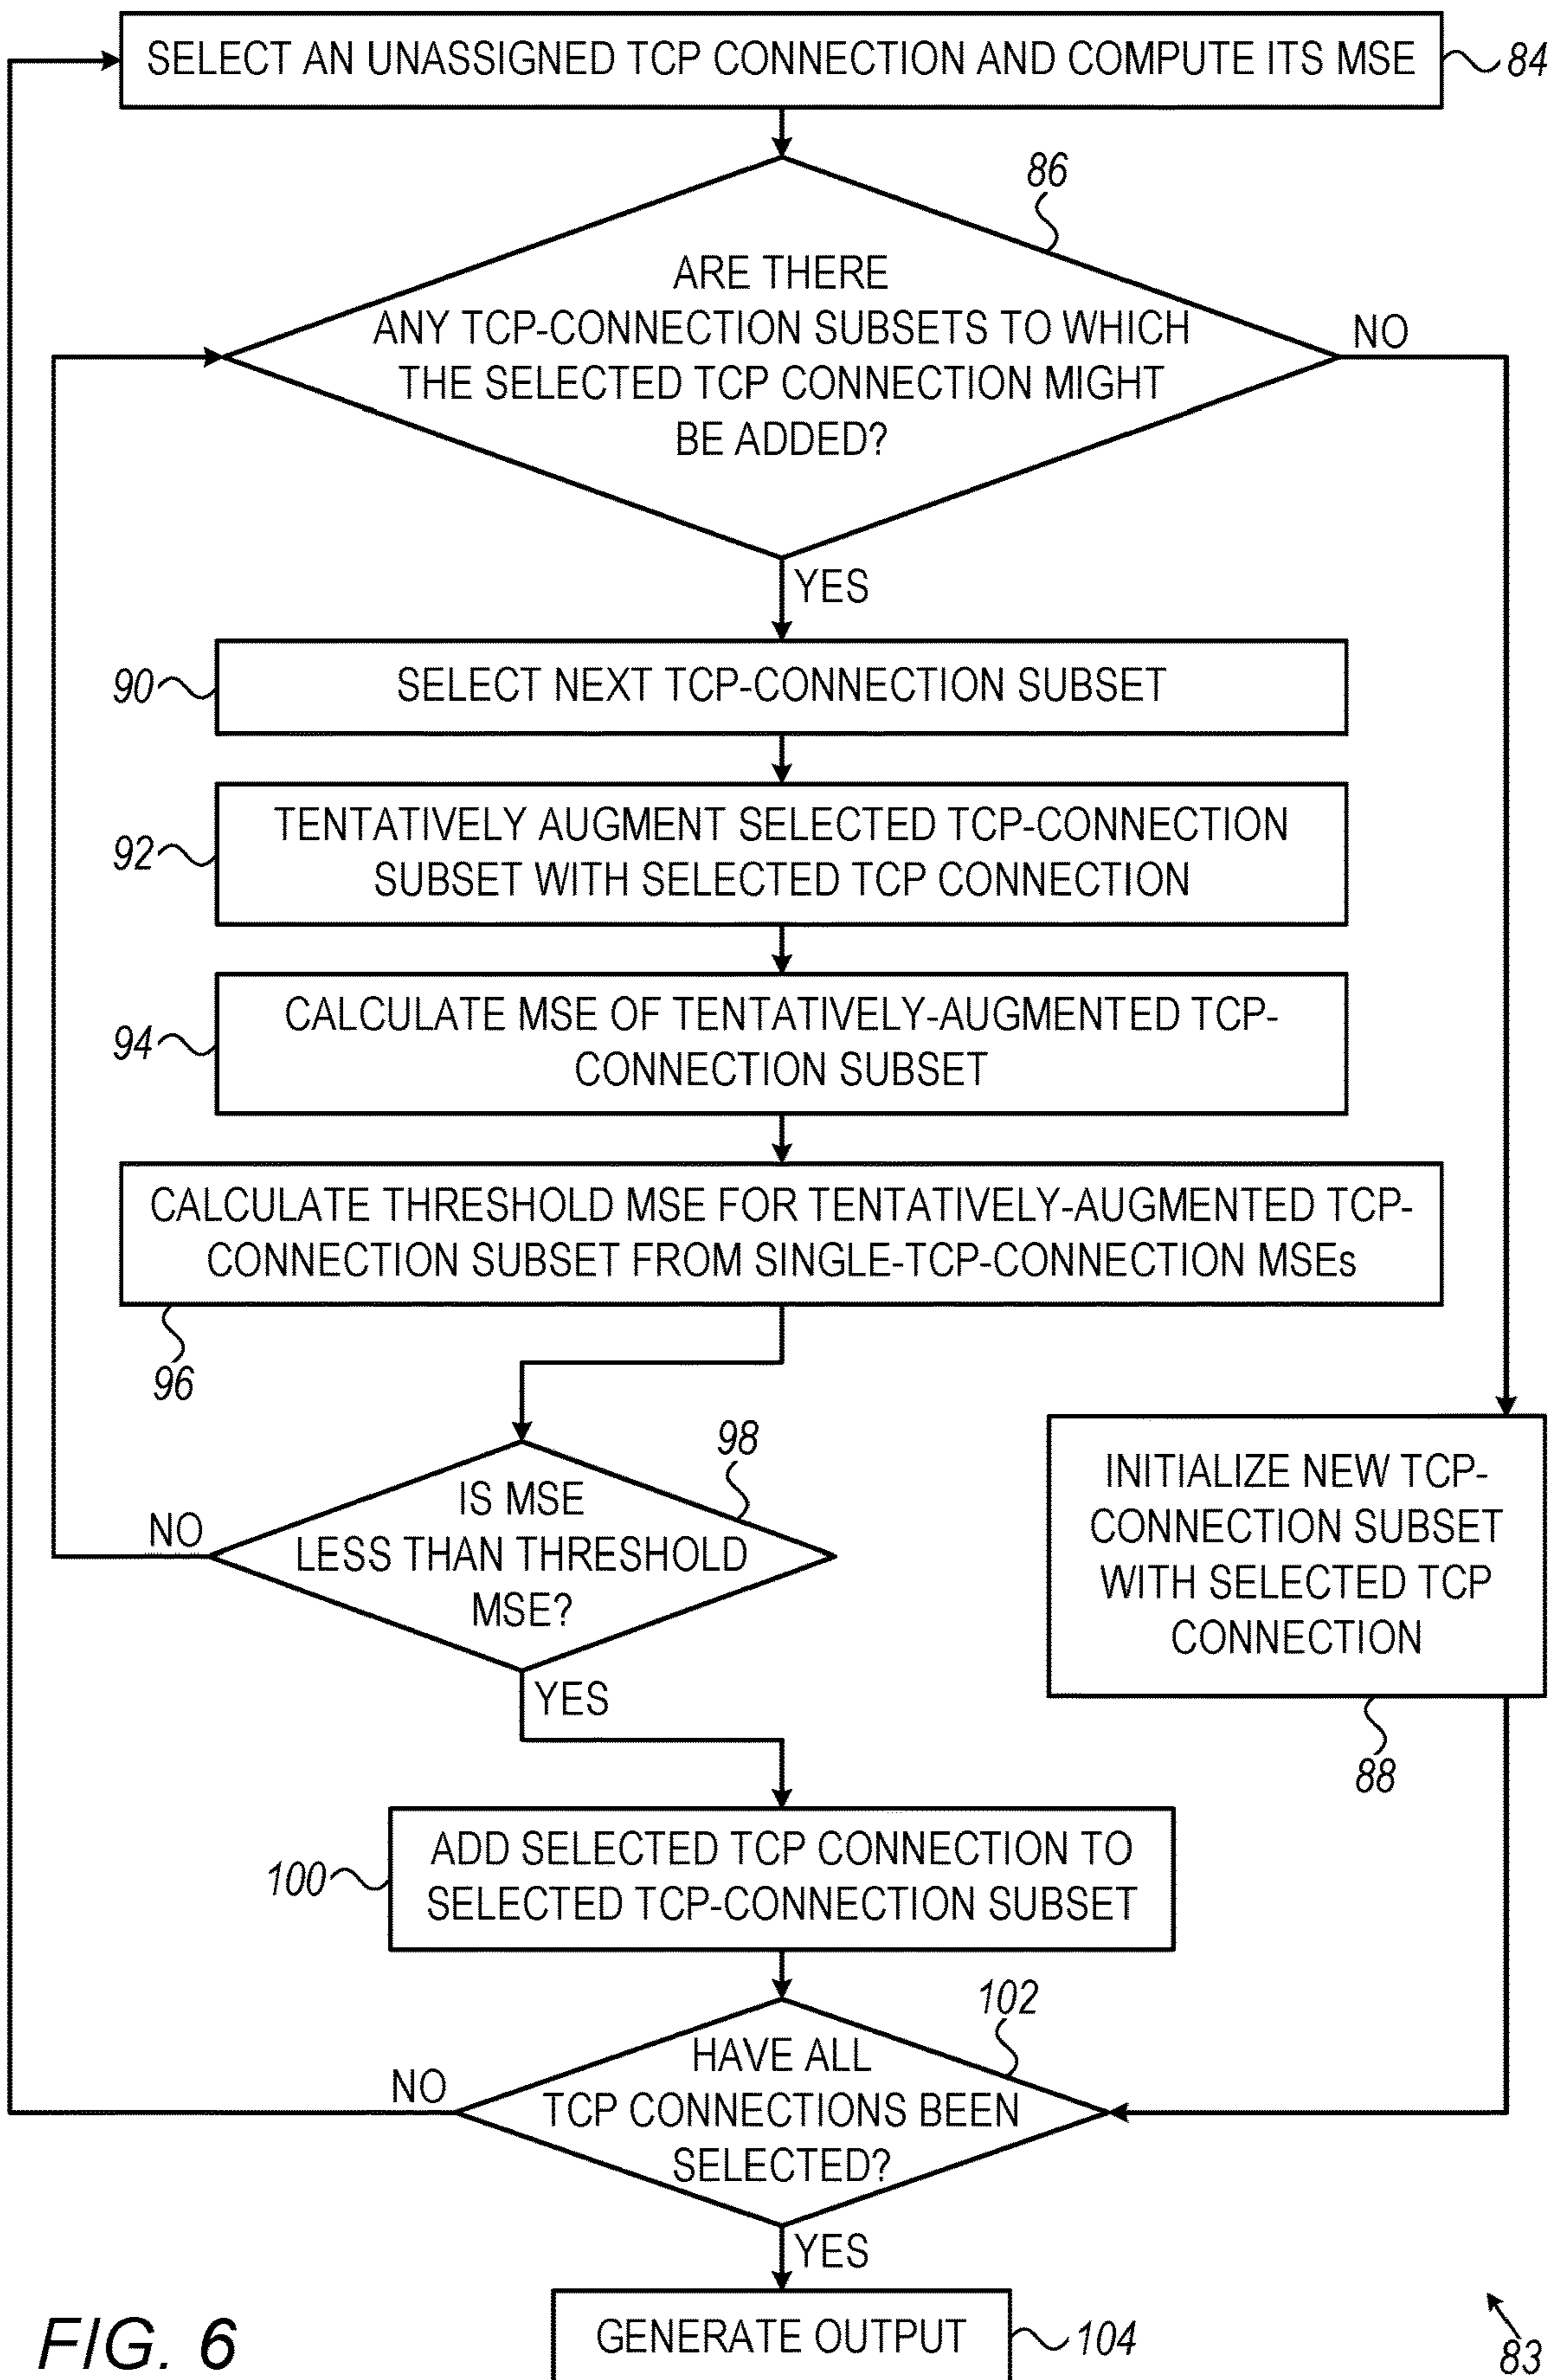 SELECT AN UNASSIGNED TCP CONNECTION AND COMPUTE ITS MSE
84
86
ARE THERE
ANY TCP-CONNECTION SUBSETS TO WHICH
THE SELECTED TCP CONNECTION MIGHT
BE ADDED?
NO
YES
90
SELECT NEXT TCP-CONNECTION SUBSET
92
TENTATIVELY AUGMENT SELECTED TCP-CONNECTION
SUBSET WITH SELECTED TCP CONNECTION
94
CALCULATE MSE OF TENTATIVELY-AUGMENTED TCP-
CONNECTION SUBSET
CALCULATE THRESHOLD MSE FOR TENTATIVELY-AUGMENTED TCP-
CONNECTION SUBSET FROM SINGLE-TCP-CONNECTION MSEs
96
98
IS MSE
LESS THAN THRESHOLD
MSE?
NO
YES
INITIALIZE NEW TCP-
CONNECTION SUBSET
WITH SELECTED TCP
CONNECTION
88
100
ADD SELECTED TCP CONNECTION TO
SELECTED TCP-CONNECTION SUBSET
102
HAVE ALL
TCP CONNECTIONS BEEN
SELECTED?
NO
YES
GENERATE OUTPUT
104
FIG. 6
83